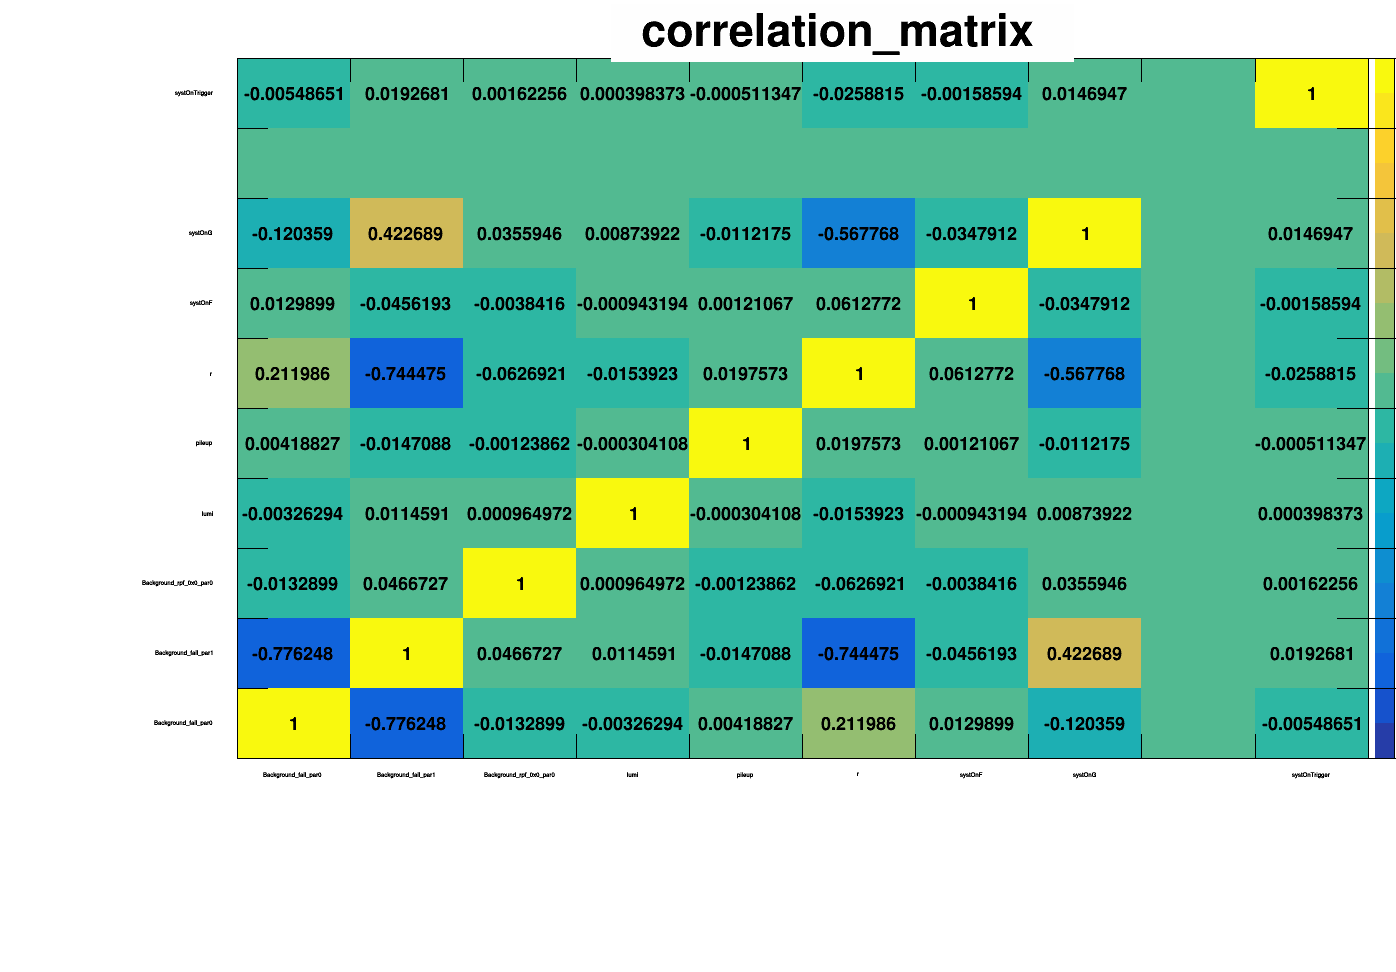 correlation_matrix
systOnTrigger -0.00548651 0.0192681 0.00162256 0.000398373 -0.000511347 -0.0258815 -0.00158594 0.0146947 1
systOnG -0.120359 0.422689 0.0355946 0.00873922 -0.0112175 -0.567768 -0.0347912 1 0.0146947
systOnF 0.0129899 -0.0456193 -0.0038416 -0.000943194 0.00121067 0.0612772 1 -0.0347912 -0.00158594
r 0.211986 -0.744475 -0.0626921 -0.0153923 0.0197573 1 0.0612772 -0.567768 -0.0258815
pileup 0.00418827 -0.0147088 -0.00123862 -0.000304108 1 0.0197573 0.00121067 -0.0112175 -0.000511347
lumi -0.00326294 0.0114591 0.000964972 1 -0.000304108 -0.0153923 -0.000943194 0.00873922 0.000398373
Background_rpf_0x0_par0 -0.0132899 0.0466727 1 0.000964972 -0.00123862 -0.0626921 -0.0038416 0.0355946 0.00162256
Background_fail_par1 -0.776248 1 0.0466727 0.0114591 -0.0147088 -0.744475 -0.0456193 0.422689 0.0192681
Background_fail_par0 1 -0.776248 -0.0132899 -0.00326294 0.00418827 0.211986 0.0129899 -0.120359 -0.00548651
Background_fail_par0 Background_fail_par1 Background_rpf_0x0_par0 lumi pileup r systOnF systOnG systOnTrigger